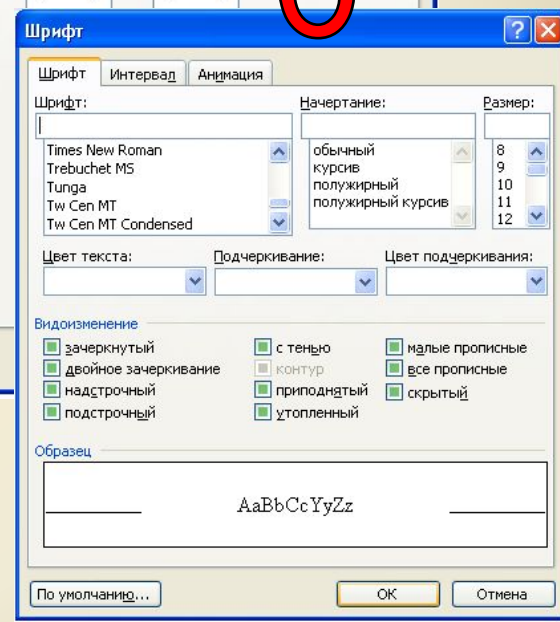 Шрифт
Шрифт Интервал Анимация
Шрифт: Начертание: Размер:
Times New Roman обычный 8
Trebuchet MS курсив 9
Tunga полужирный 10
Tw Cen MT полужирный курсив 11
Tw Cen MT Condensed 12
Цвет текста: Подчеркивание: Цвет подчеркивания:
Видоизменение
зачеркнутый с тенью малые прописные
двойное зачеркивание контур все прописные
надстрочный приподнятый скрытый
подстрочный утопленный
Образец
AaBbCcYyZz
По умолчанию... ОК Отмена